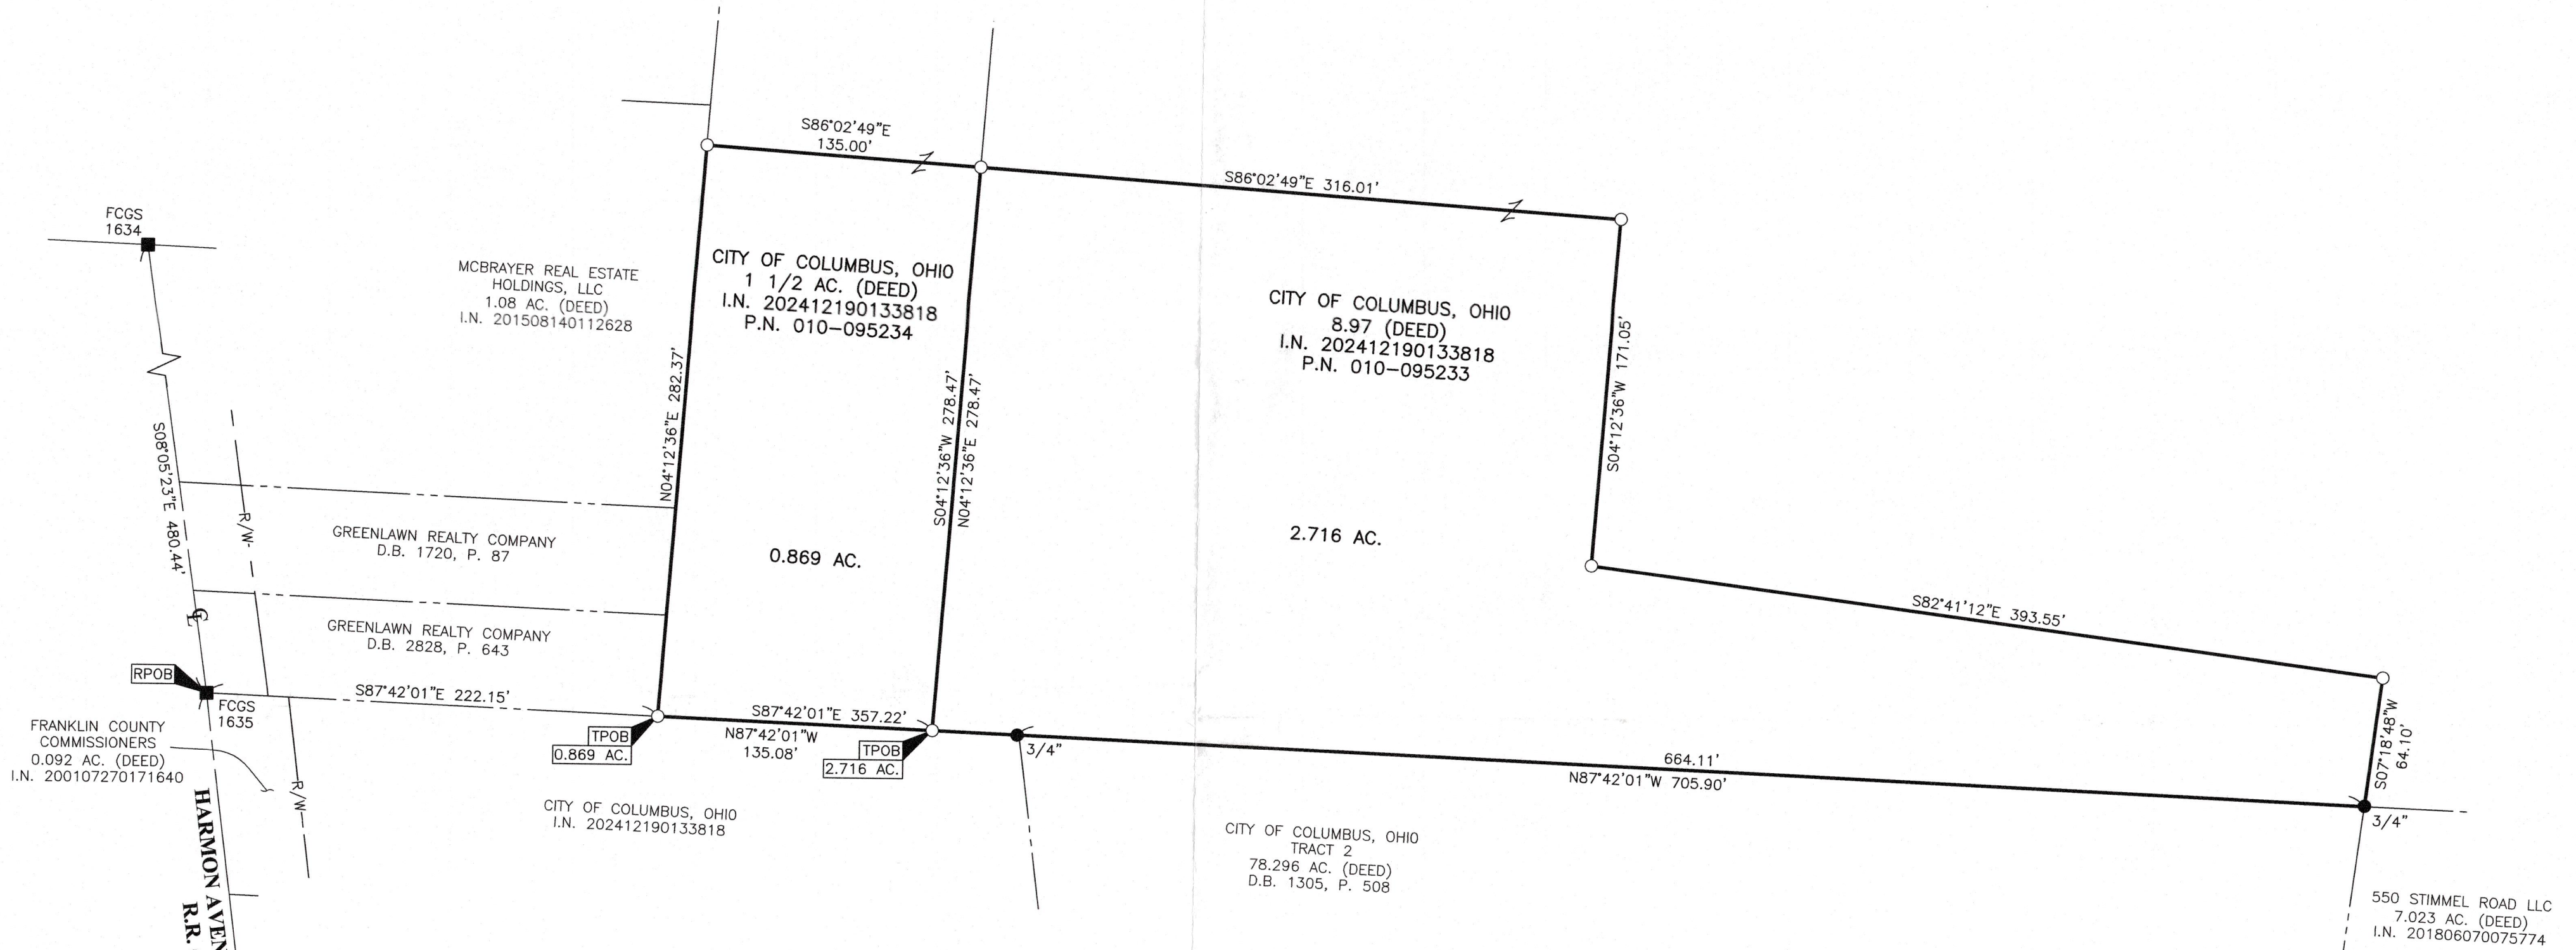 S86°02'49"E
135.00'
S86°02'49"E 316.01'
FCGS
1634
MCBRAYER REAL ESTATE
HOLDINGS, LLC
1.08 AC. (DEED)
I.N. 201508140112628
CITY OF COLUMBUS, OHIO
1 1/2 AC. (DEED)
I.N. 202412190133818
P.N. 010-095234
CITY OF COLUMBUS, OHIO
8.97 (DEED)
I.N. 202412190133818
P.N. 010-095233
N04°12'36"E 282.37'
S04°12'36"W 278.47'
N04°12'36"E 278.47'
S04°12'36"W 171.05'
S08°05'23"E 480.44'
R/W
GREENLAWN REALTY COMPANY
D.B. 1720, P. 87
0.869 AC.
2.716 AC.
S82°41'12"E 393.55'
GREENLAWN REALTY COMPANY
D.B. 2828, P. 643
CL
RPOB
FCGS
1635
S87°42'01"E 222.15'
S87°42'01"E 357.22'
N87°42'01"W
135.08'
TPOB
0.869 AC.
TPOB
2.716 AC.
3/4"
664.11'
N87°42'01"W 705.90'
S07°18'48"W
64.10'
3/4"
FRANKLIN COUNTY
COMMISSIONERS
0.092 AC. (DEED)
I.N. 200107270171640
R/W
HARMON AVEN
R.R.
CITY OF COLUMBUS, OHIO
I.N. 202412190133818
CITY OF COLUMBUS, OHIO
TRACT 2
78.296 AC. (DEED)
D.B. 1305, P. 508
550 STIMMEL ROAD LLC
7.023 AC. (DEED)
I.N. 201806070075774